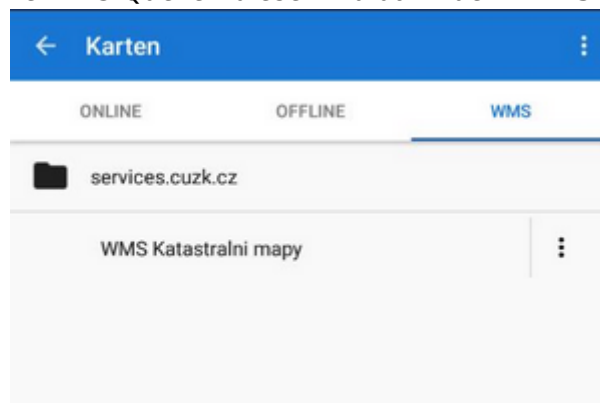 Karten
ONLINE OFFLINE WMS
services.cuzk.cz
WMS Katastralni mapy